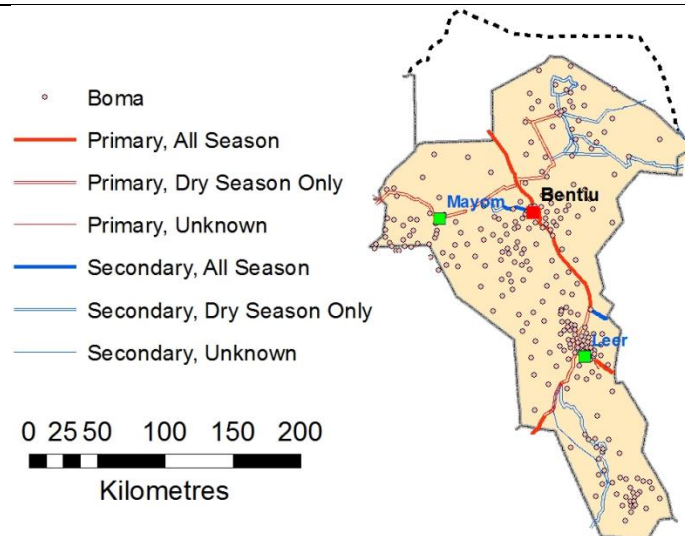 Boma
Primary, All Season
Primary, Dry Season Only
Primary, Unknown
Secondary, All Season
Secondary, Dry Season Only
Secondary, Unknown
0 25 50 100 150 200
Kilometres
Mayom
Bentiu
Leer